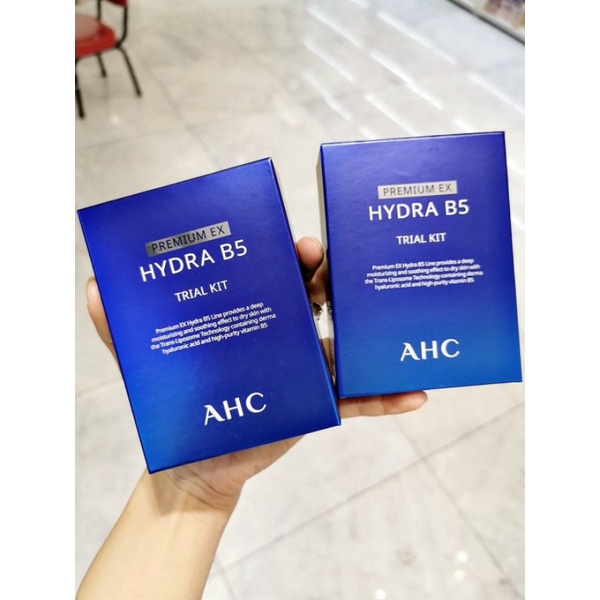 PREMIUM EX
HYDRA B5
TRIAL KIT
Premium EX Hydra B5 Line provides a deep
moisturizing and soothing effect to dry skin with
the Trans-Liposome Technology containing derma
hyaluronic acid and high-purity vitamin B5
AHC
PREMIUM EX
HYDRA B5
TRIAL KIT
Premium EX Hydra B5 Line provides a deep
moisturizing and soothing effect to dry skin with
the Trans-Liposome Technology containing derma
hyaluronic acid and high-purity vitamin B5
AHC